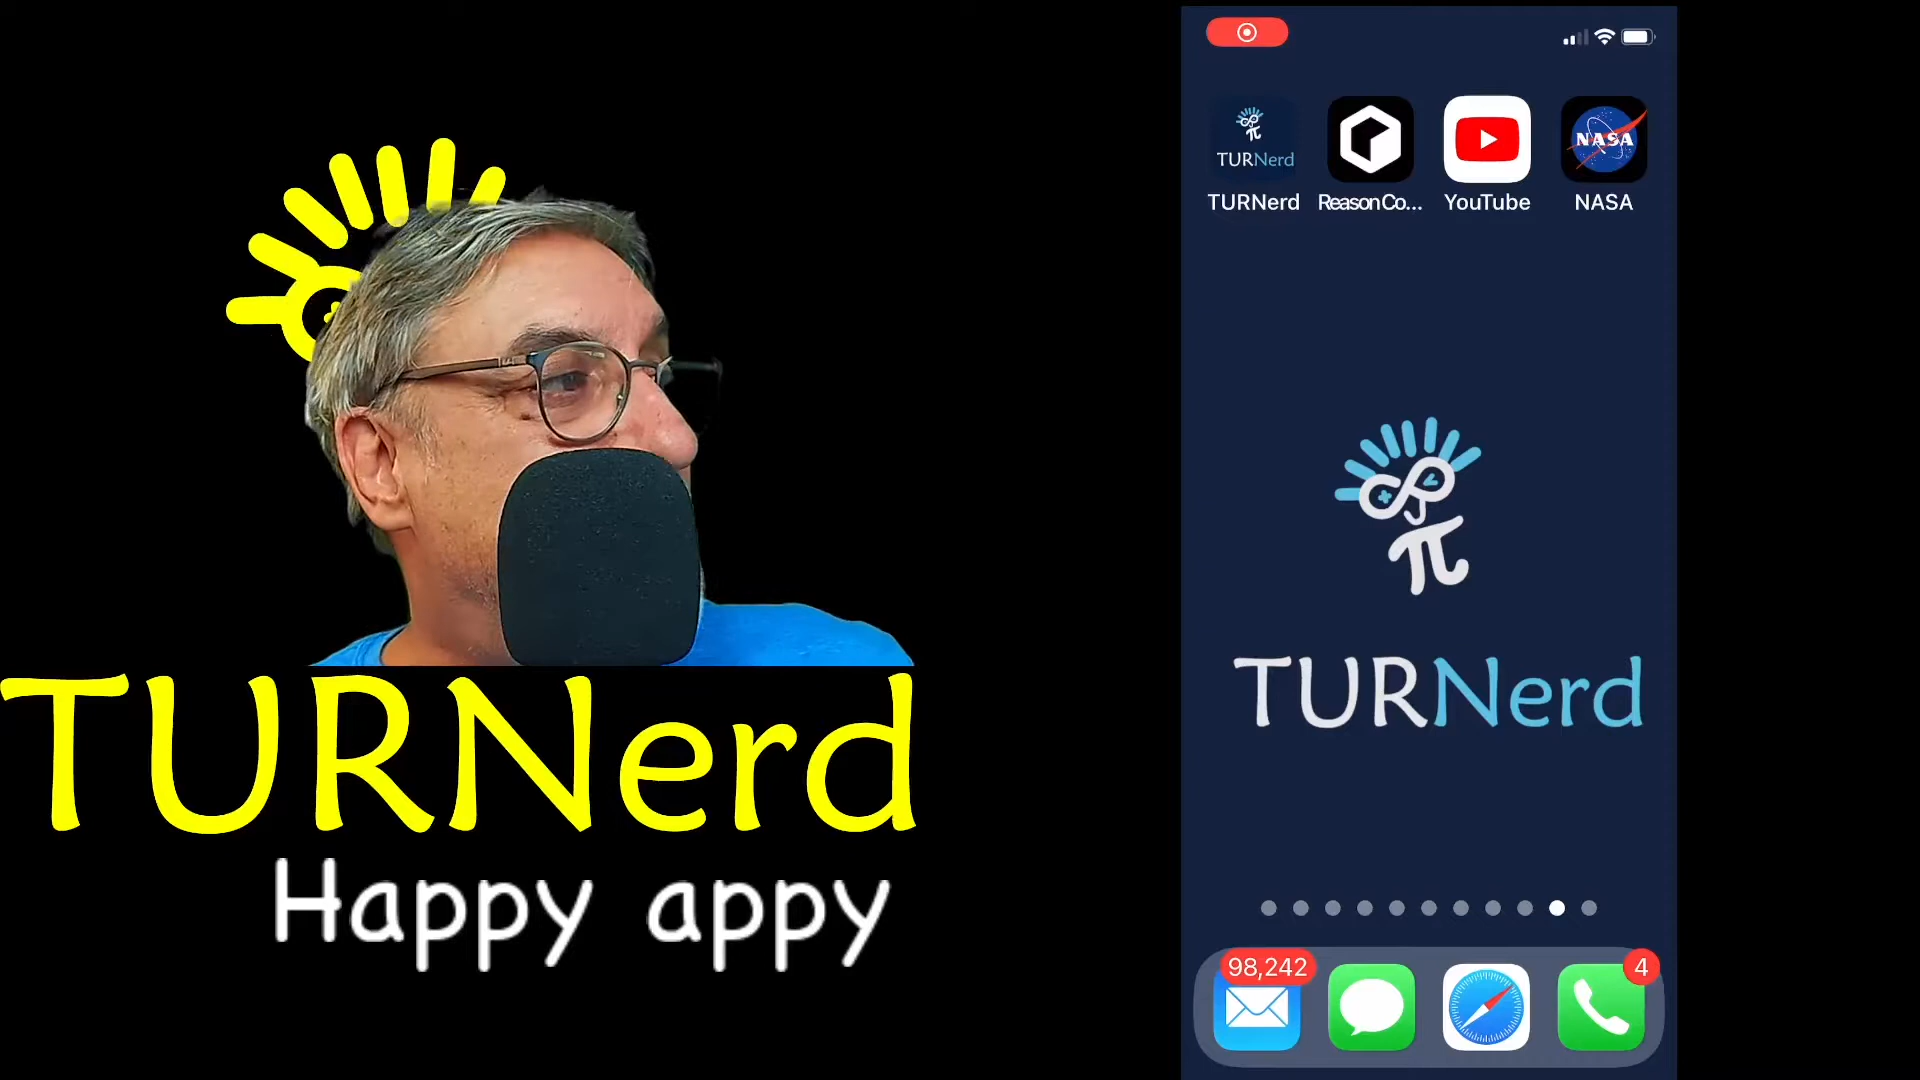 TURNerd
Happy appy
TURNerd
NASA
TURNerd
ReasonCo...
YouTube
NASA
π
TURNerd
98,242
4